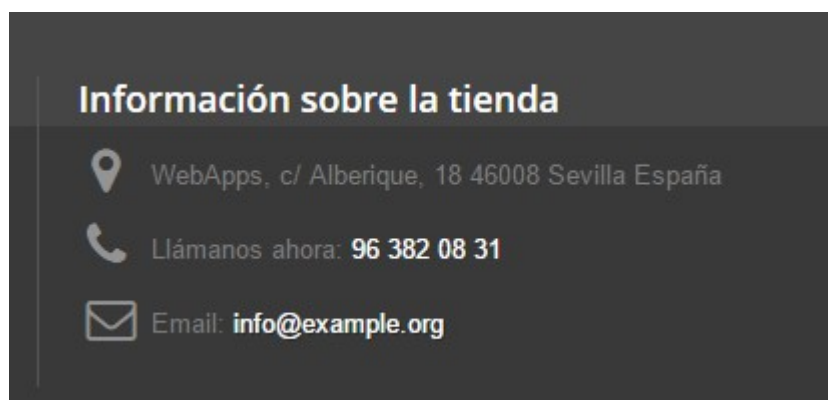 Información sobre la tienda
WebApps, c/ Alberique, 18 46008 Sevilla España
Llámanos ahora: 96 382 08 31
Email: info@example.org